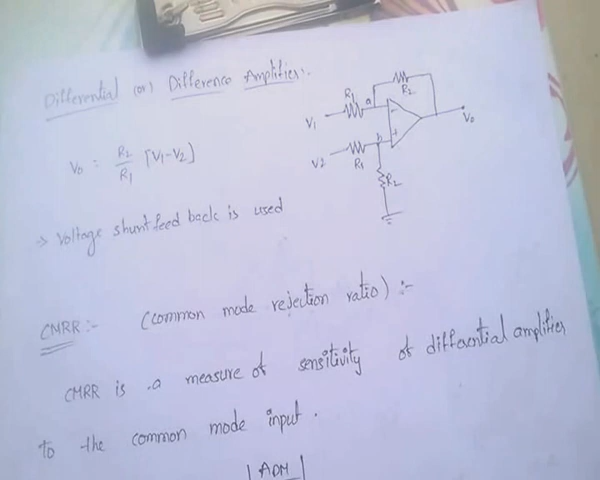 Differential (or) Difference Amplifier:-
V0 = R2/R1 [V1-V2]
R1 a R2
V1
- +
V0
V2 R1 b
R2
→ Voltage shunt feed back is used
CMRR:- (common mode rejection ratio):-
CMRR is a measure of sensitivity of differential amplifier
to the common mode input.
|ADM|